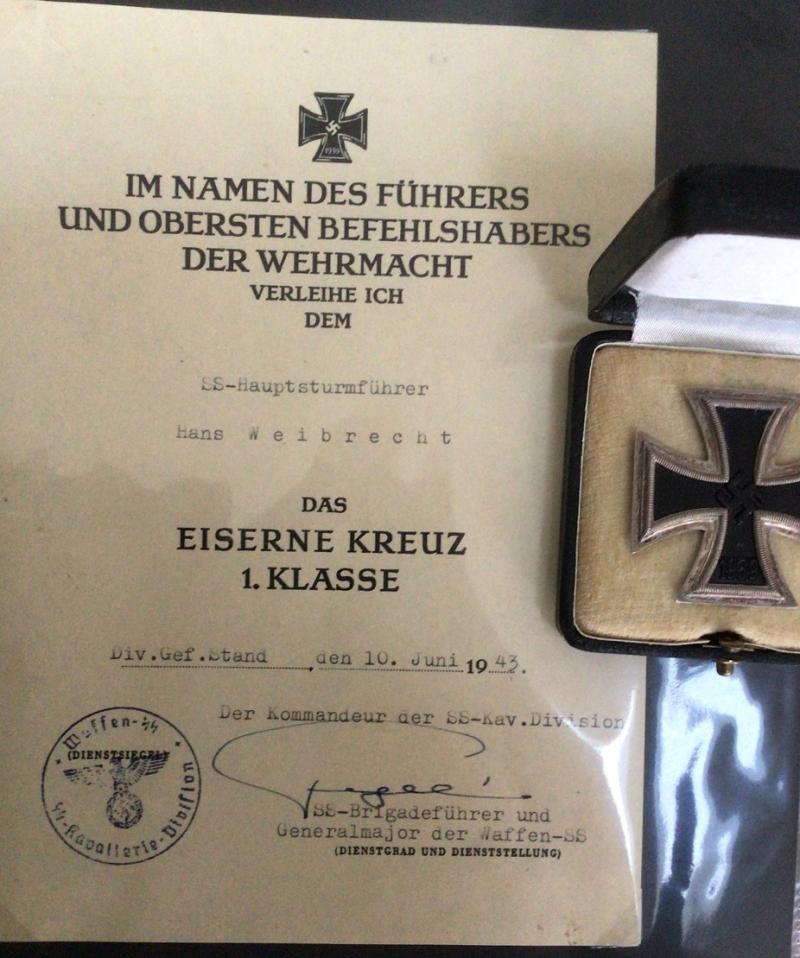 1939
IM NAMEN DES FÜHRERS
UND OBERSTEN BEFEHLSHABERS
DER WEHRMACHT
VERLEIHE ICH
DEM
SS-Hauptsturmführer
Hans Weibrecht
DAS
EISERNE KREUZ
1. KLASSE
Div.Gef.Stand, den 10. Juni 1943.
Der Kommandeur der SS-Kav.Division
SS-Brigadeführer und
Generalmajor der Waffen-SS
(DIENSTGRAD UND DIENSTSTELLUNG)
Waffen-SS
(DIENSTSIEGEL)
SS-Kavallerie-Division
1939